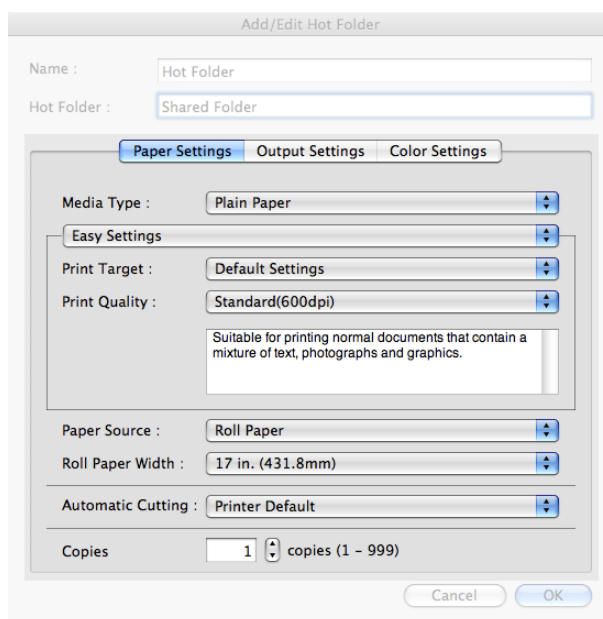 Add/Edit Hot Folder
Name :
Hot Folder
Hot Folder :
Shared Folder
Paper Settings Output Settings Color Settings
Media Type :
Plain Paper
Easy Settings
Print Target :
Default Settings
Print Quality :
Standard(600dpi)
Suitable for printing normal documents that contain a
mixture of text, photographs and graphics.
Paper Source :
Roll Paper
Roll Paper Width :
17 in. (431.8mm)
Automatic Cutting :
Printer Default
Copies
1 copies (1 – 999)
Cancel OK